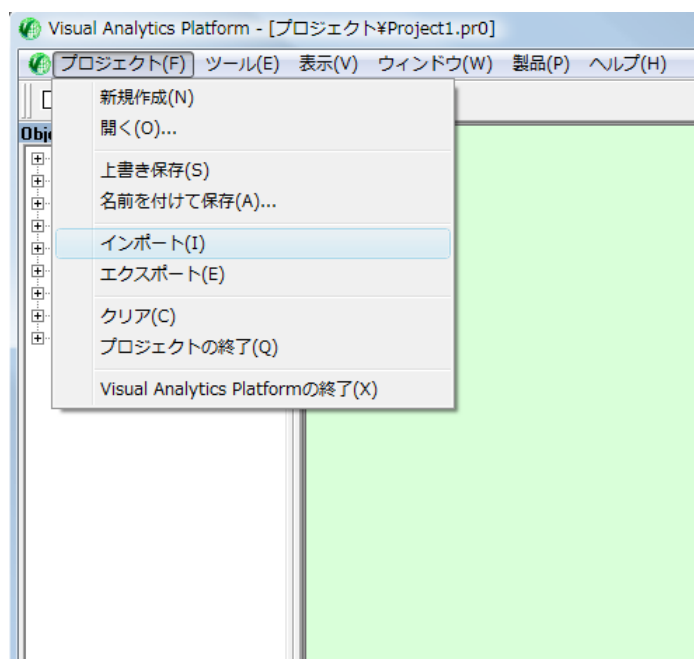 Visual Analytics Platform - [プロジェクト¥Project1.pr0]
プロジェクト(F) ツール(E) 表示(V) ウィンドウ(W) 製品(P) ヘルプ(H)
新規作成(N)
開く(O)...
上書き保存(S)
名前を付けて保存(A)...
インポート(I)
エクスポート(E)
クリア(C)
プロジェクトの終了(Q)
Visual Analytics Platformの終了(X)